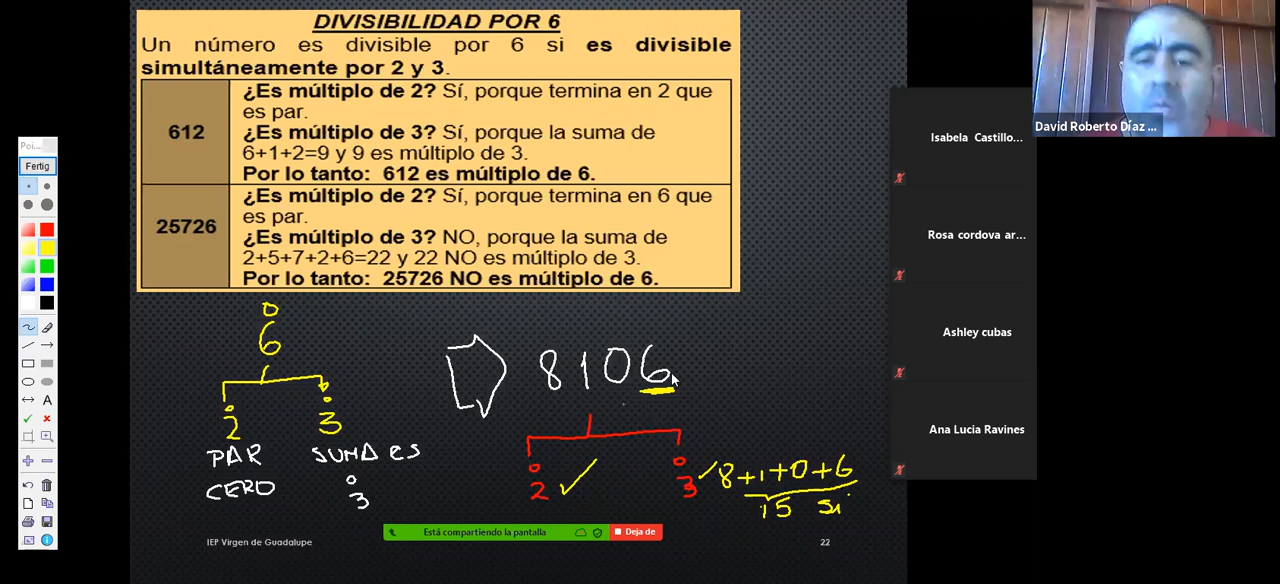 DIVISIBILIDAD POR 6
Un número es divisible por 6 si es divisible
simultáneamente por 2 y 3.
612
¿Es múltiplo de 2? Sí, porque termina en 2 que
es par.
¿Es múltiplo de 3? Sí, porque la suma de
6+1+2=9 y 9 es múltiplo de 3.
Por lo tanto: 612 es múltiplo de 6.
25726
¿Es múltiplo de 2? Sí, porque termina en 6 que
es par.
¿Es múltiplo de 3? NO, porque la suma de
2+5+7+2+6=22 y 22 NO es múltiplo de 3.
Por lo tanto: 25726 NO es múltiplo de 6.
Poi...
Fertig
A
o
6
o
2
o
3
PAR
CERO
SUMA ES
o
3
8106
o
2
o
3
8+1+0+6
15 si
Está compartiendo la pantalla
Deja de
IEP Virgen de Guadalupe
22
David Roberto Díaz ...
Isabela Castillo...
Rosa cordova ar...
Ashley cubas
Ana Lucia Ravines